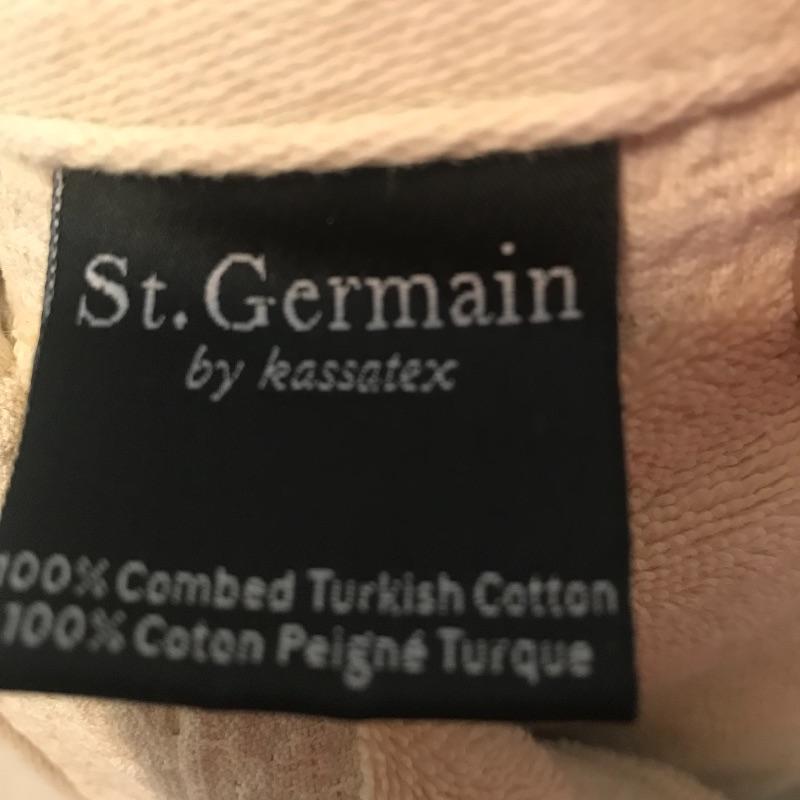 St. Germain
by kassatex
100% Combed Turkish Cotton
100% Coton Peigné Turque